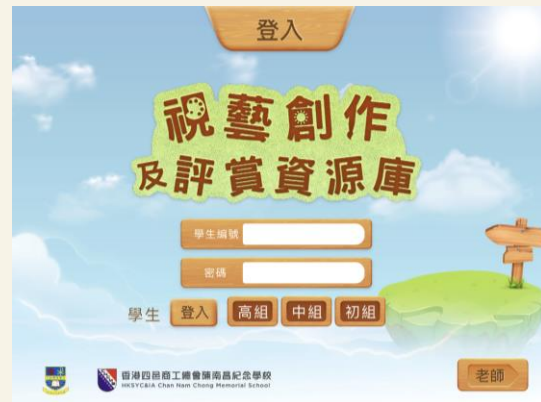 登入
視藝創作
及評賞資源庫
學生編號
密碼
學生 登入 高組 中組 初組
香港四邑商工總會陳南昌紀念學校
HKSYC&IA Chan Nam Chong Memorial School
老師